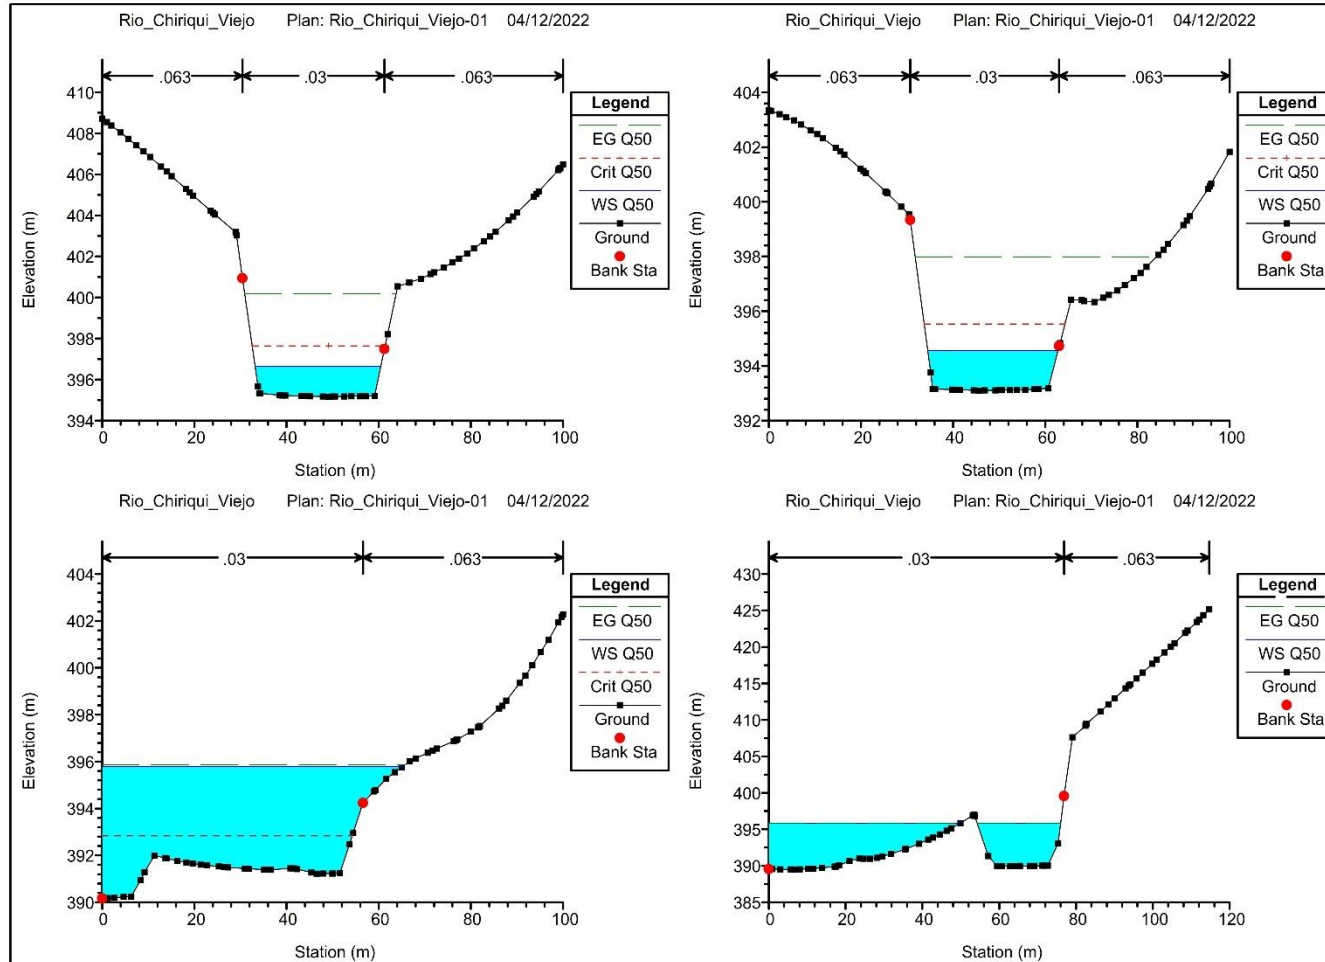 Rio_Chiriqui_Viejo Plan: Rio_Chiriqui_Viejo-01 04/12/2022
.063 .03 .063
Elevation (m)
410
408
406
404
402
400
398
396
394
0 20 40 60 80 100
Station (m)
Legend
EG Q50
Crit Q50
WS Q50
Ground
Bank Sta
Rio_Chiriqui_Viejo Plan: Rio_Chiriqui_Viejo-01 04/12/2022
.063 .03 .063
Elevation (m)
404
402
400
398
396
394
392
0 20 40 60 80 100
Station (m)
Legend
EG Q50
Crit Q50
WS Q50
Ground
Bank Sta
Rio_Chiriqui_Viejo Plan: Rio_Chiriqui_Viejo-01 04/12/2022
.03 .063
Elevation (m)
404
402
400
398
396
394
392
390
0 20 40 60 80 100
Station (m)
Legend
EG Q50
WS Q50
Crit Q50
Ground
Bank Sta
Rio_Chiriqui_Viejo Plan: Rio_Chiriqui_Viejo-01 04/12/2022
.03 .063
Elevation (m)
430
425
420
415
410
405
400
395
390
385
0 20 40 60 80 100 120
Station (m)
Legend
EG Q50
WS Q50
Ground
Bank Sta